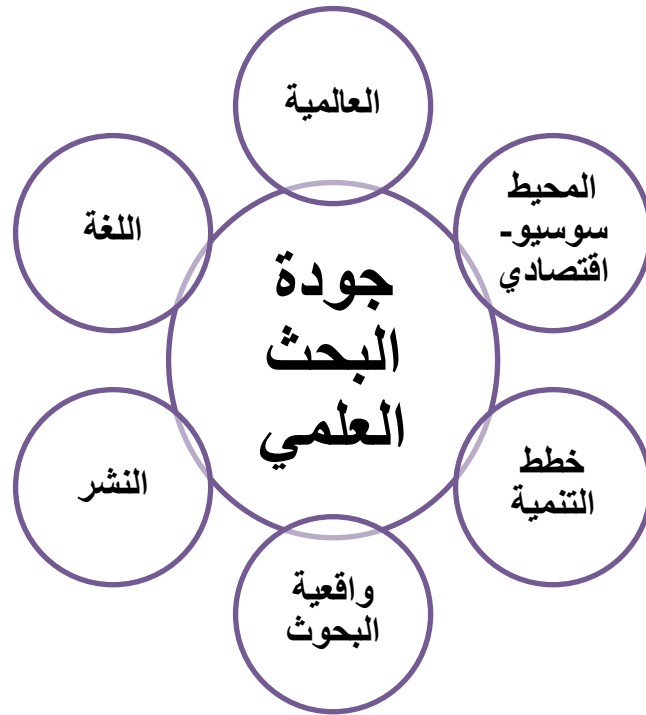 العالمية
المحيط
سوسيو-
اقتصادي
خطط
التنمية
واقعية
البحوث
النشر
اللغة
جودة
البحث
العلمي